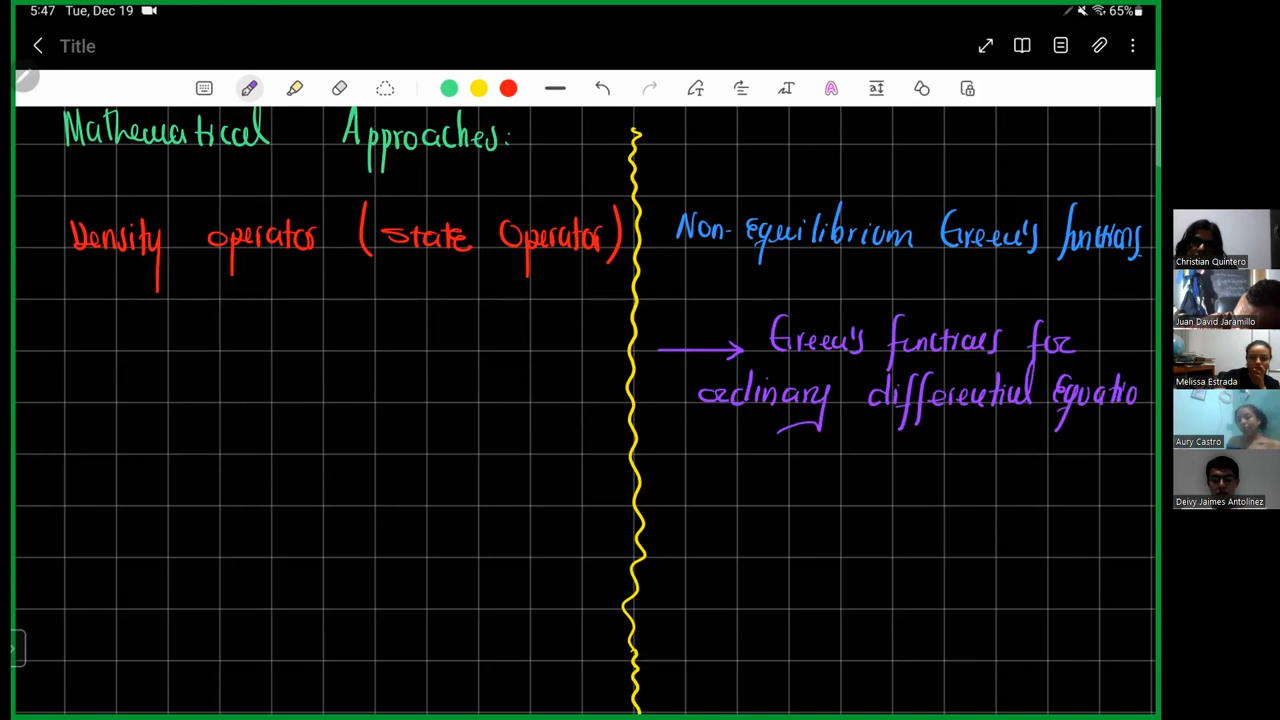 5:47 Tue, Dec 19
65%
Title
Mathematical Approaches:
Density operator (state Operator)
Non-Equilibrium Green's functions
→ Green's functions for
ordinary differential Equatio
Christian Quintero
Juan David Jaramillo
Melissa Estrada
Aury Castro
Deivy Jaimes Antolinez